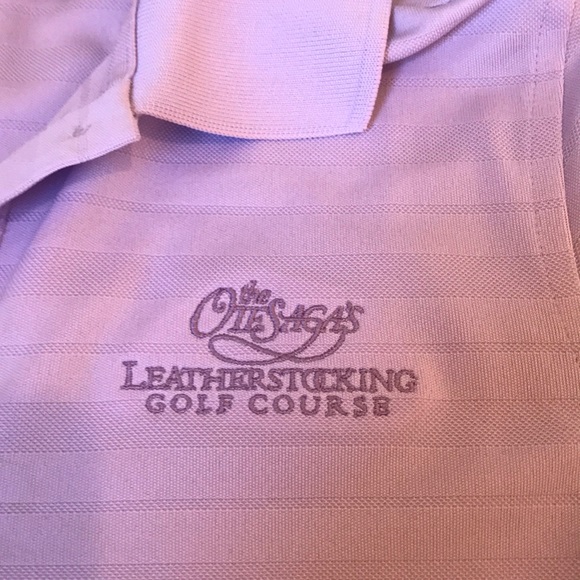 the
OTESAGA'S
LEATHERSTOCKING
GOLF COURSE